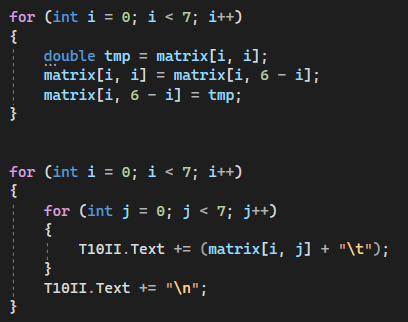 for (int i = 0; i < 7; i++)
{
    double tmp = matrix[i, i];
    matrix[i, i] = matrix[i, 6 - i];
    matrix[i, 6 - i] = tmp;
}

for (int i = 0; i < 7; i++)
{
    for (int j = 0; j < 7; j++)
    {
        T10II.Text += (matrix[i, j] + "\t");
    }
    T10II.Text += "\n";
}